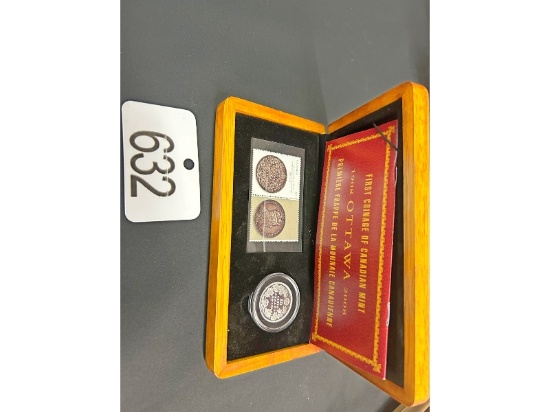 632
FIRST COINAGE OF CANADIAN MINT
1908 OTTAWA 2008
PREMIÈRE FRAPPE DE LA MONNAIE CANADIENNE